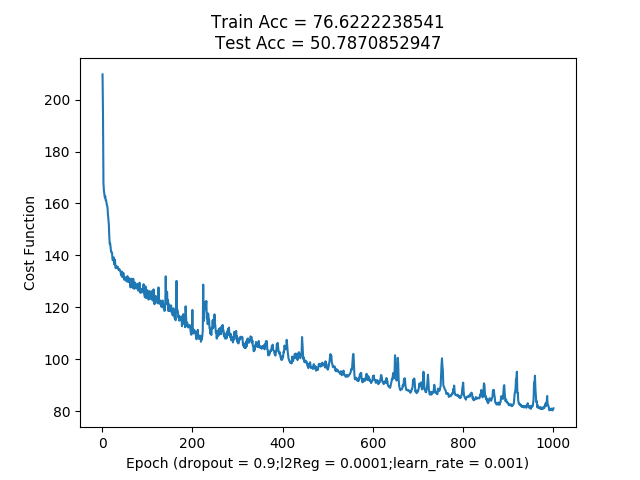 Train Acc = 76.6222238541
Test Acc = 50.7870852947
200
180
160
140
120
100
80
Cost Function
0 200 400 600 800 1000
Epoch (dropout = 0.9;l2Reg = 0.0001;learn_rate = 0.001)